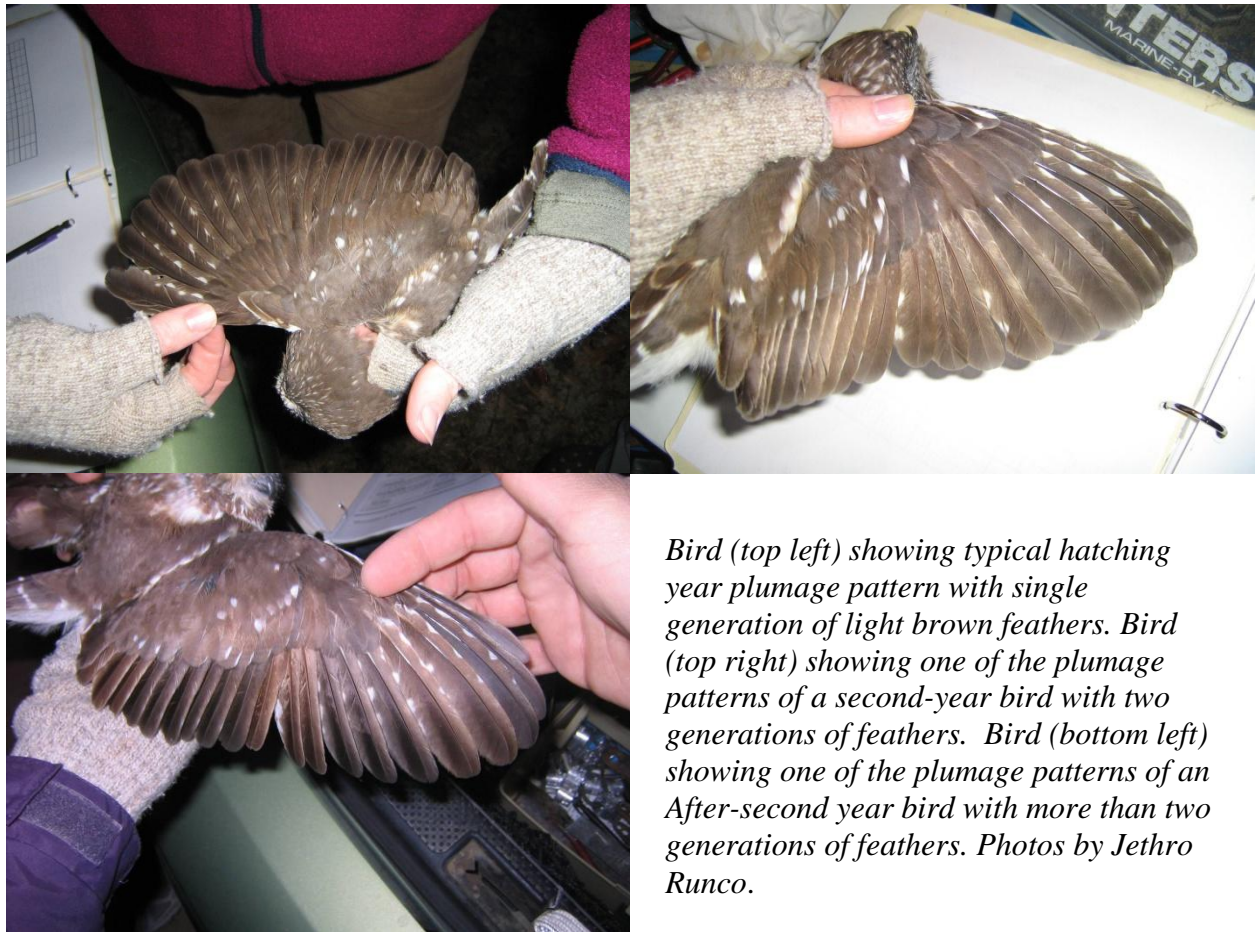 TERS
MARINE-RV
Bird (top left) showing typical hatching
year plumage pattern with single
generation of light brown feathers. Bird
(top right) showing one of the plumage
patterns of a second-year bird with two
generations of feathers. Bird (bottom left)
showing one of the plumage patterns of an
After-second year bird with more than two
generations of feathers. Photos by Jethro
Runco.